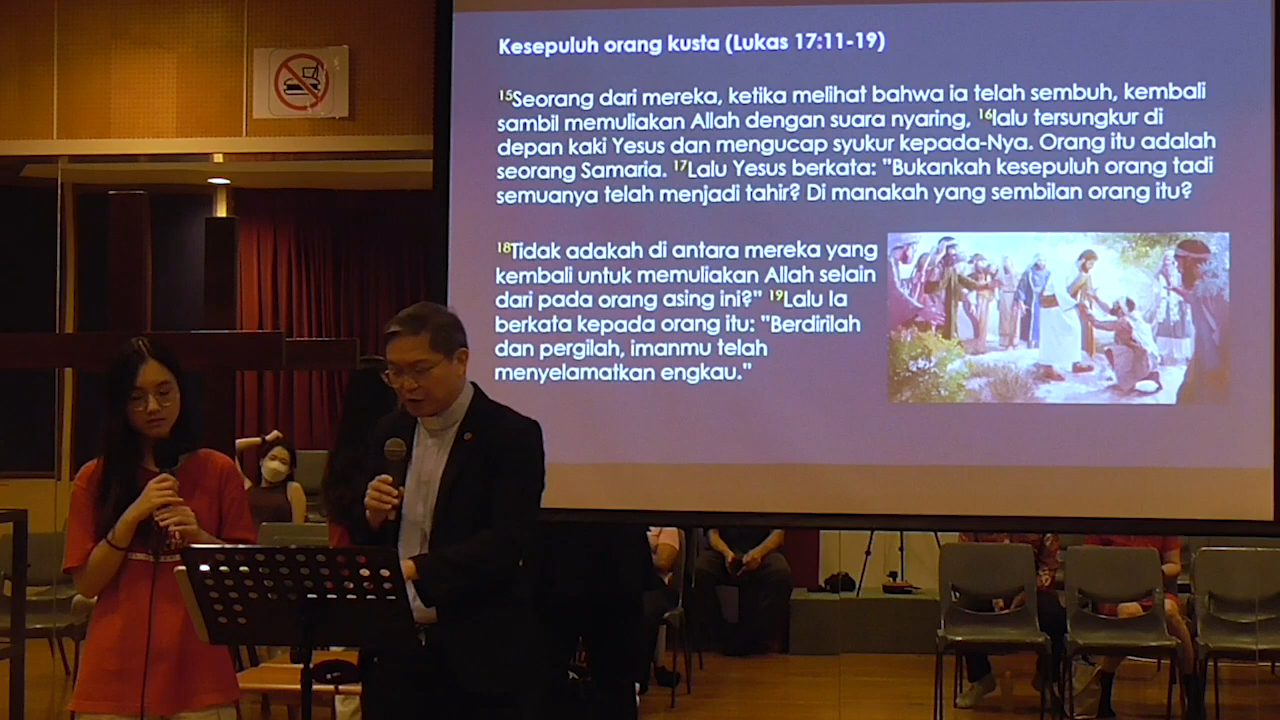 Kesepuluh orang kusta (Lukas 17:11-19)
15Seorang dari mereka, ketika melihat bahwa ia telah sembuh, kembali
sambil memuliakan Allah dengan suara nyaring, 16lalu tersungkur di
depan kaki Yesus dan mengucap syukur kepada-Nya. Orang itu adalah
seorang Samaria. 17Lalu Yesus berkata: "Bukankah kesepuluh orang tadi
semuanya telah menjadi tahir? Di manakah yang sembilan orang itu?
18Tidak adakah di antara mereka yang
kembali untuk memuliakan Allah selain
dari pada orang asing ini?" 19Lalu Ia
berkata kepada orang itu: "Berdirilah
dan pergilah, imanmu telah
menyelamatkan engkau."